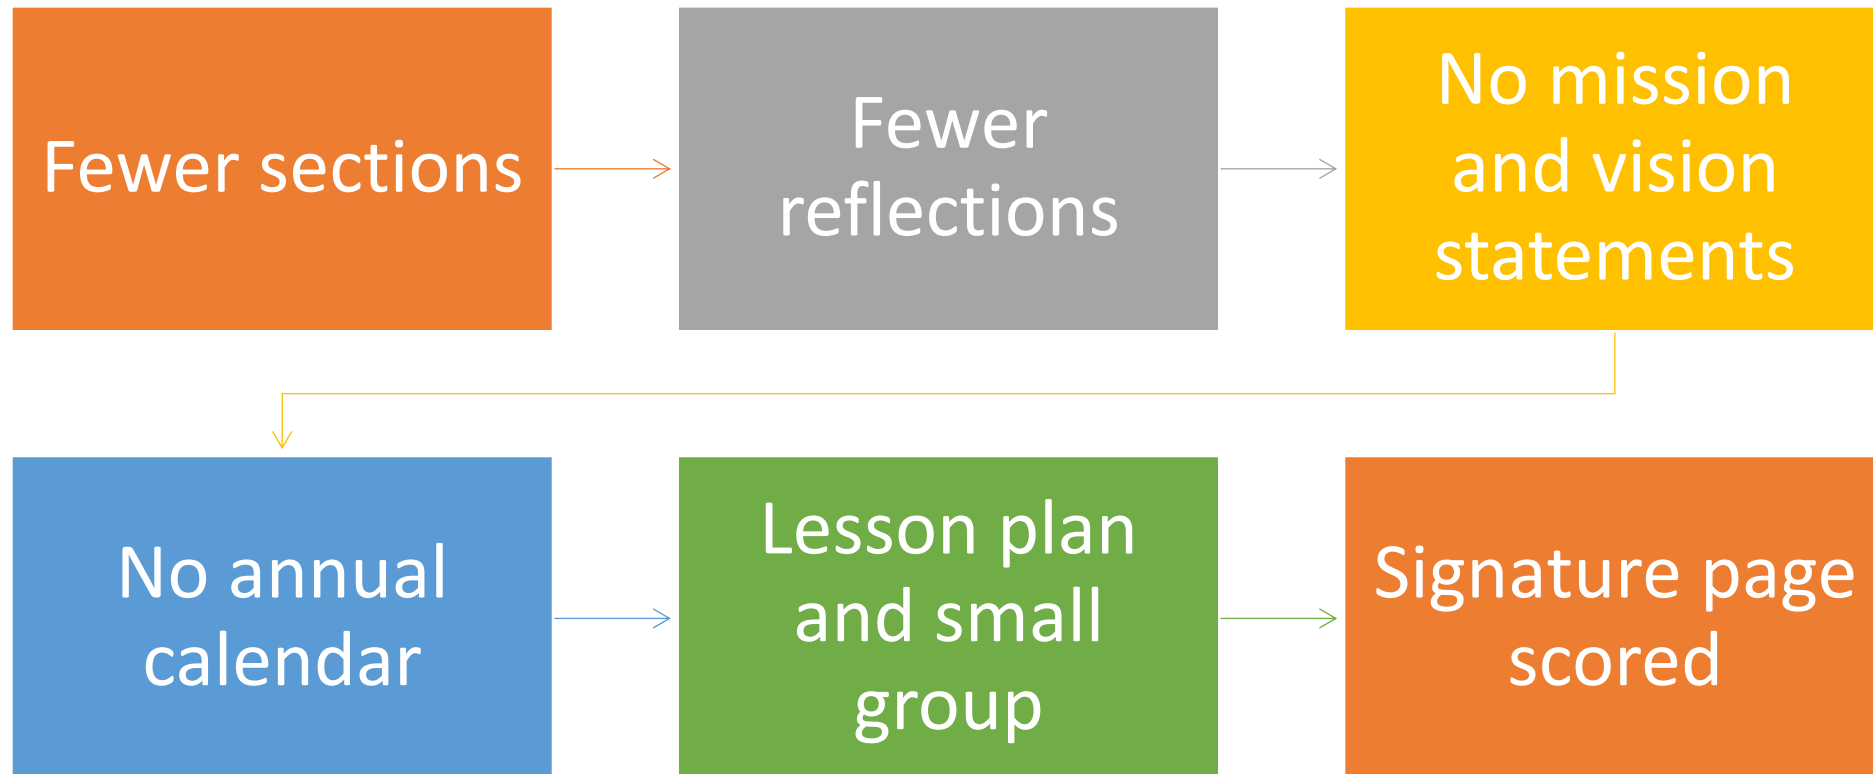 Fewer sections
Fewer
reflections
No mission
and vision
statements
No annual
calendar
Lesson plan
and small
group
Signature page
scored